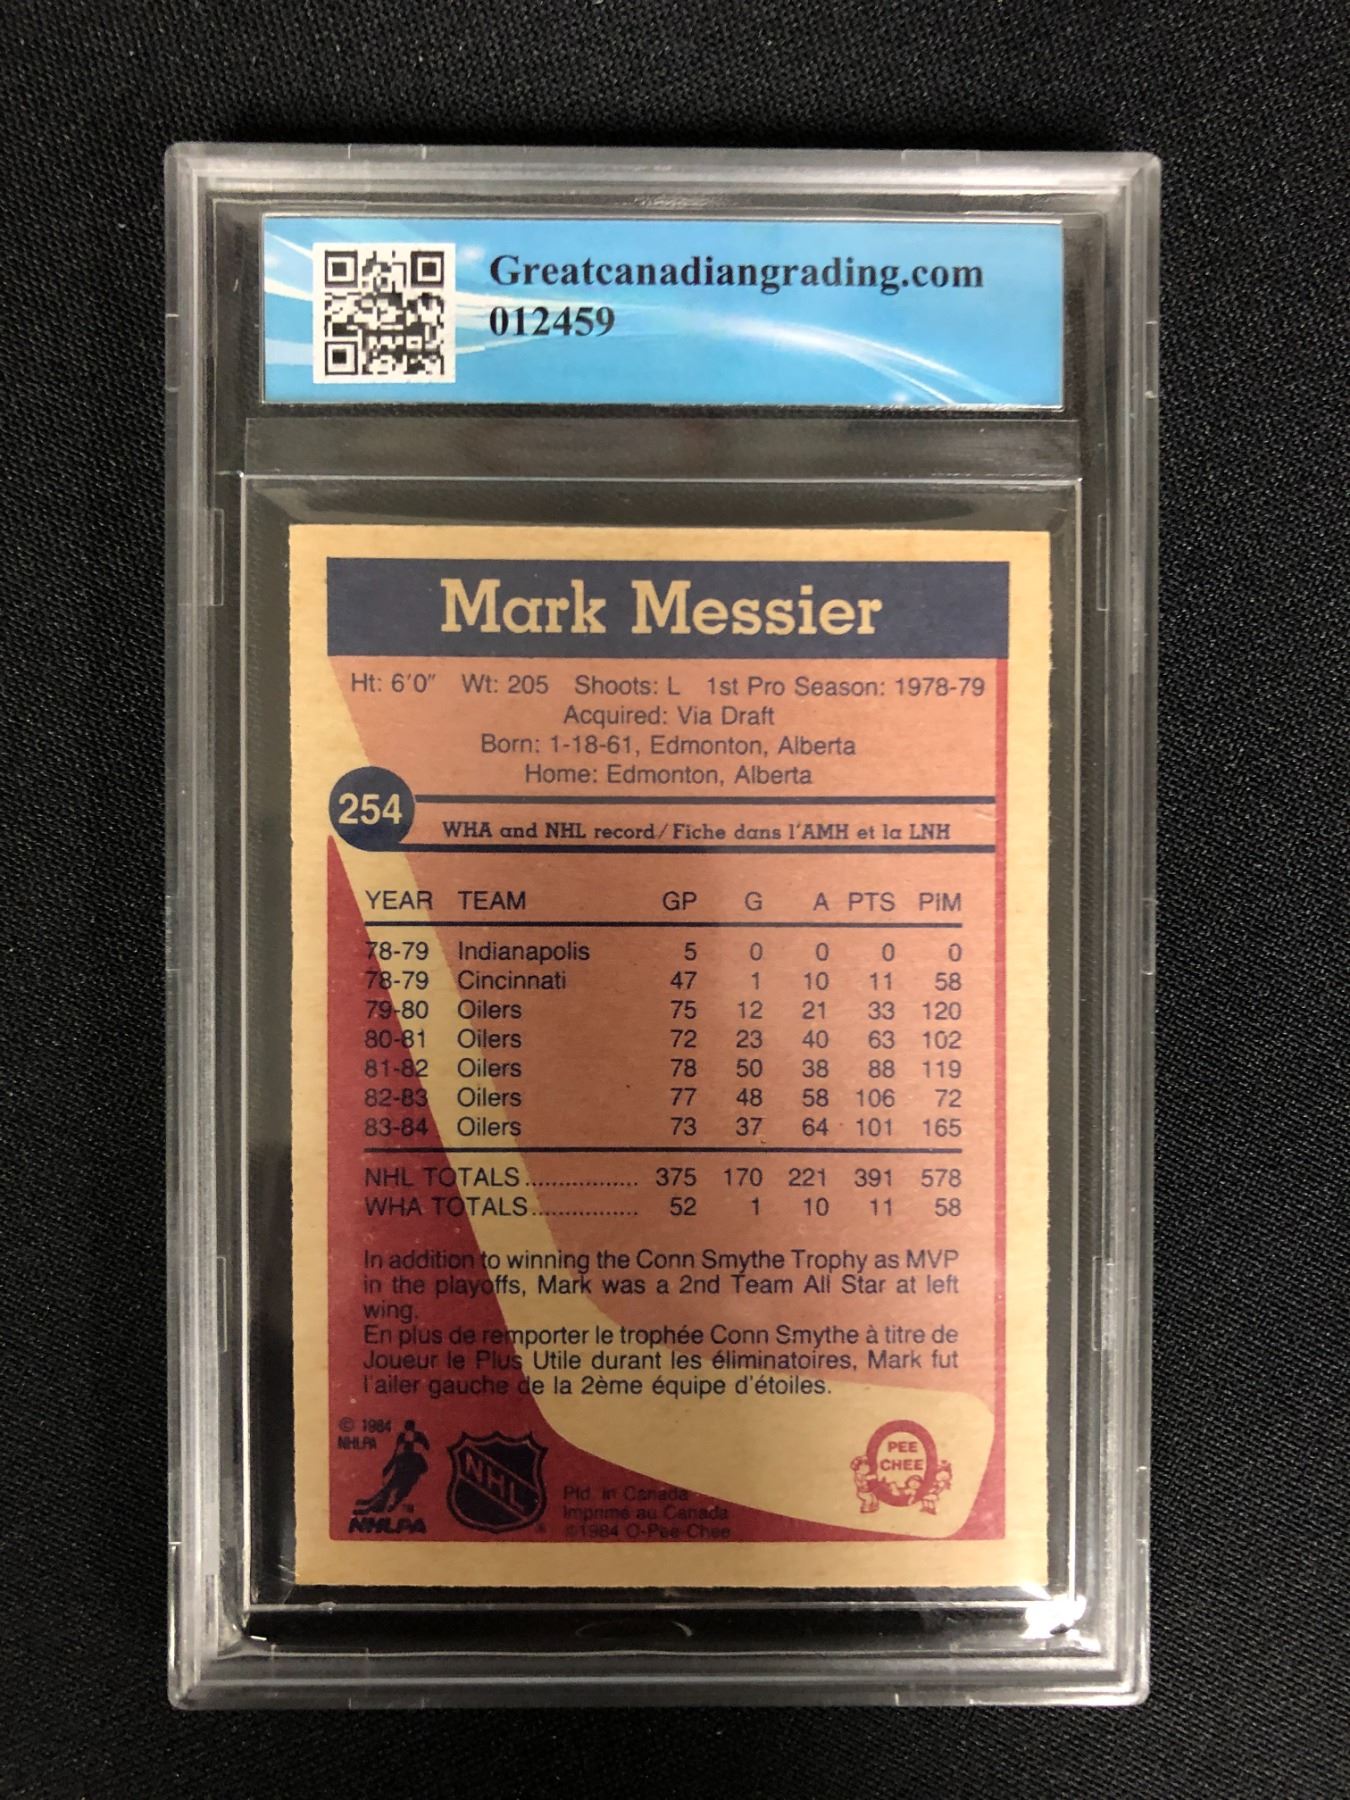 Greatcanadiangrading.com
012459
Mark Messier
Ht: 6'0" Wt: 205 Shoots: L 1st Pro Season: 1978-79
Acquired: Via Draft
Born: 1-18-61, Edmonton, Alberta
Home: Edmonton, Alberta
254
WHA and NHL record/Fiche dans l'AMH et la LNH
YEAR TEAM GP G A PTS PIM
78-79 Indianapolis 5 0 0 0 0
78-79 Cincinnati 47 1 10 11 58
79-80 Oilers 75 12 21 33 120
80-81 Oilers 72 23 40 63 102
81-82 Oilers 78 50 38 88 119
82-83 Oilers 77 48 58 106 72
83-84 Oilers 73 37 64 101 165
NHL TOTALS................. 375 170 221 391 578
WHA TOTALS................ 52 1 10 11 58
In addition to winning the Conn Smythe Trophy as MVP
in the playoffs, Mark was a 2nd Team All Star at left
wing.
En plus de remporter le trophée Conn Smythe à titre de
Joueur le Plus Utile durant les éliminatoires, Mark fut
l'ailer gauche de la 2ème équipe d'étoiles.
© 1984
NHLPA
TM
NHLPA
NHL
®
Ptd. in Canada
Imprimé au Canada
©1984 O-Pee-Chee
PEE
CHEE